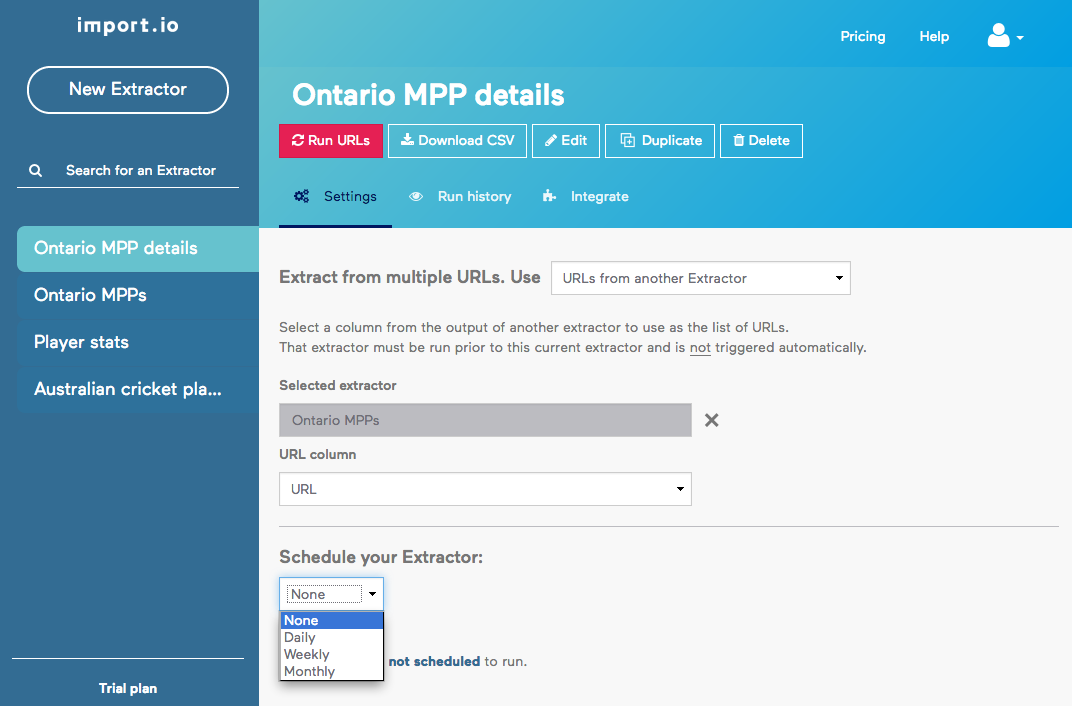 import.io
New Extractor
Search for an Extractor
Ontario MPP details
Ontario MPPs
Player stats
Australian cricket pla...
Trial plan
Pricing
Help
Ontario MPP details
Run URLs
Download CSV
Edit
Duplicate
Delete
Settings
Run history
Integrate
Extract from multiple URLs. Use
URLs from another Extractor
Select a column from the output of another extractor to use as the list of URLs.
That extractor must be run prior to this current extractor and is not triggered automatically.
Selected extractor
Ontario MPPs
URL column
URL
Schedule your Extractor:
None
None
Daily
Weekly
Monthly
not scheduled to run.